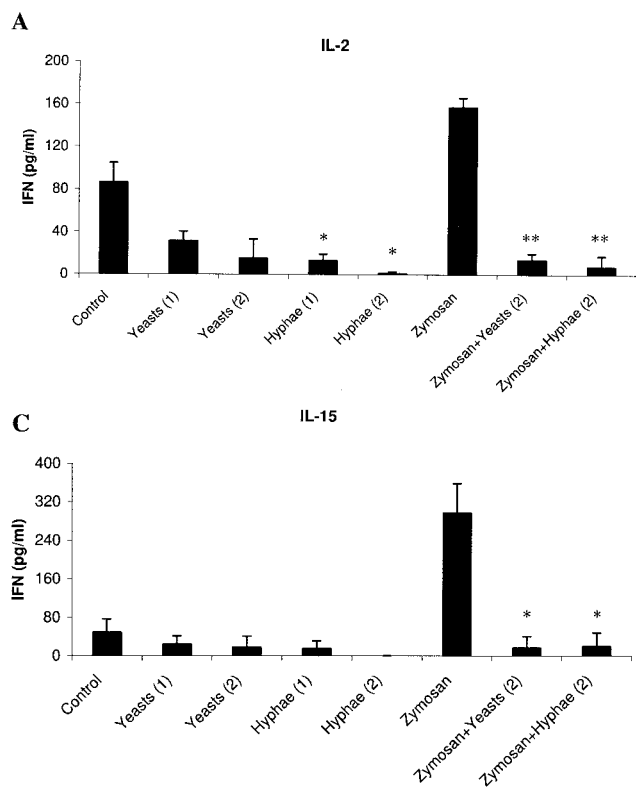 A
IL-2
IFN (pg/ml)
200
160
120
80
40
0
* * ** **
Control
Yeasts (1)
Yeasts (2)
Hyphae (1)
Hyphae (2)
Zymosan
Zymosan+Yeasts (2)
Zymosan+Hyphae (2)
C
IL-15
IFN (pg/ml)
400
320
240
160
80
0
* *
Control
Yeasts (1)
Yeasts (2)
Hyphae (1)
Hyphae (2)
Zymosan
Zymosan+Yeasts (2)
Zymosan+Hyphae (2)